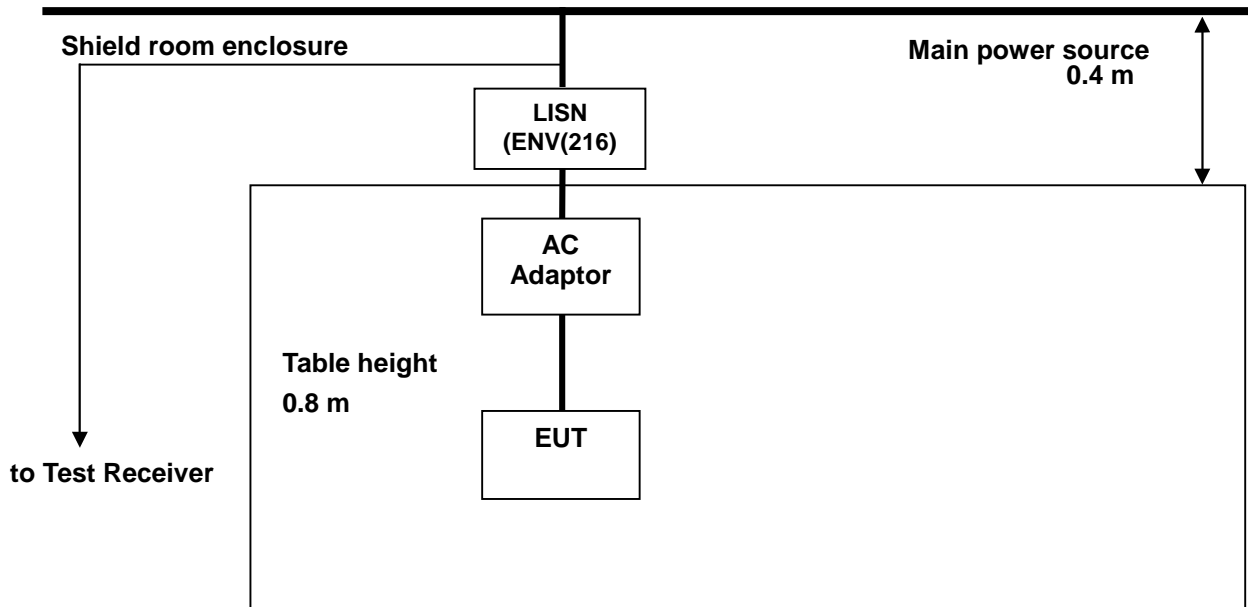 Shield room enclosure
Main power source
0.4 m
LISN
(ENV(216)
AC
Adaptor
Table height
0.8 m
EUT
to Test Receiver